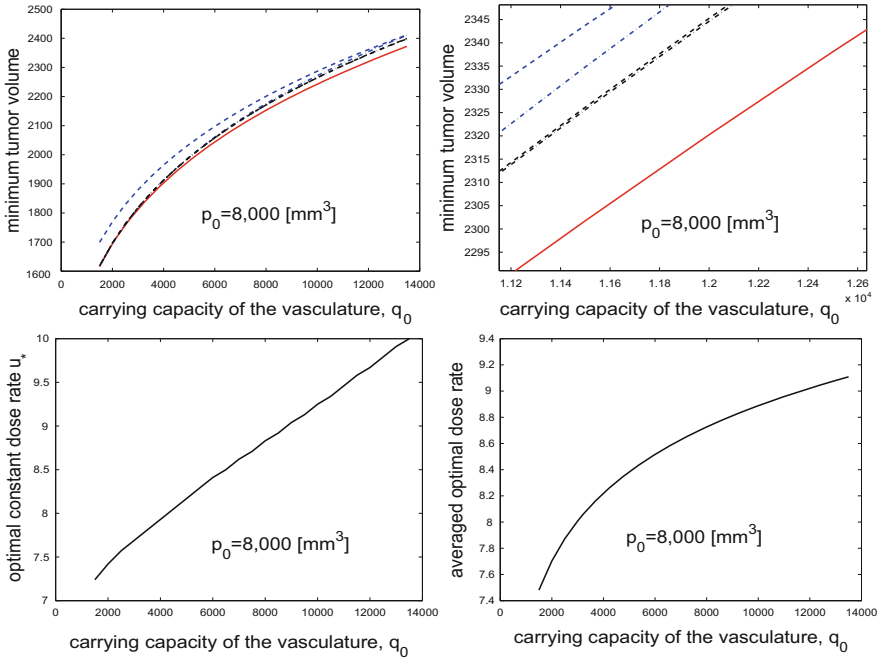 2500
2400
2300
2200
2100
2000
1900
1800
1700
1600
0 2000 4000 6000 8000 10000 12000 14000
minimum tumor volume
p0=8,000 [mm3]
carrying capacity of the vasculature, q0
2345
2340
2335
2330
2325
2320
2315
2310
2305
2300
2295
1.12 1.14 1.16 1.18 1.2 1.22 1.24 1.26
x 10^4
minimum tumor volume
p0=8,000 [mm3]
carrying capacity of the vasculature, q0
10
9.5
9
8.5
8
7.5
7
0 2000 4000 6000 8000 10000 12000 14000
optimal constant dose rate u*
p0=8,000 [mm3]
carrying capacity of the vasculature, q0
9.4
9.2
9
8.8
8.6
8.4
8.2
8
7.8
7.6
7.4
0 2000 4000 6000 8000 10000 12000 14000
averaged optimal dose rate
p0=8,000 [mm3]
carrying capacity of the vasculature, q0